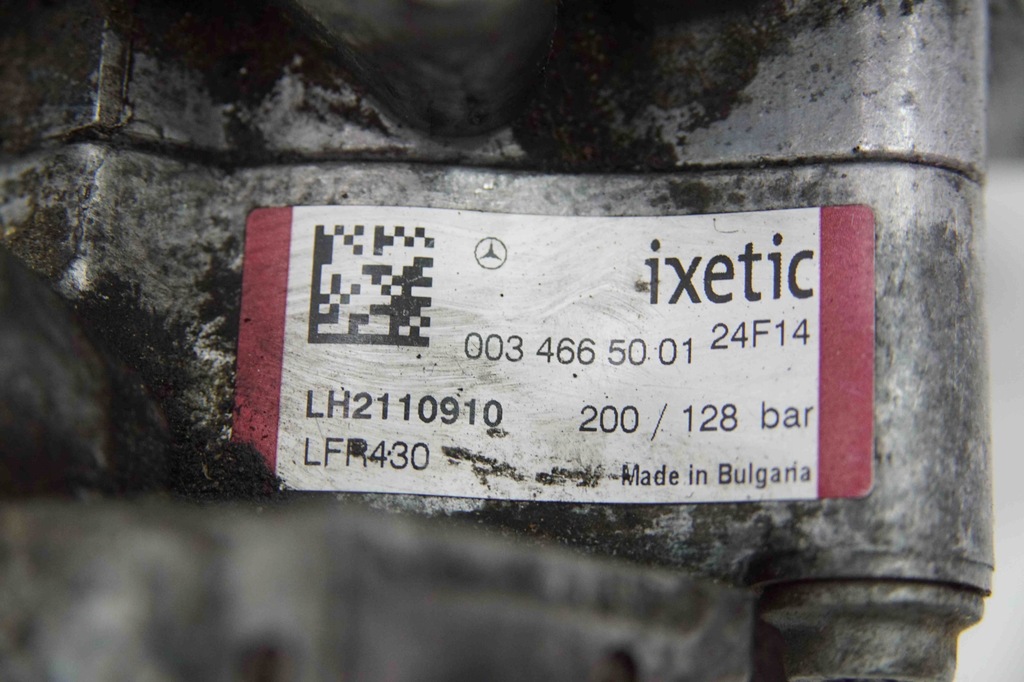 ixetic
003 466 50 01 24F14
LH2110910 200 / 128 bar
LFR430 Made in Bulgaria